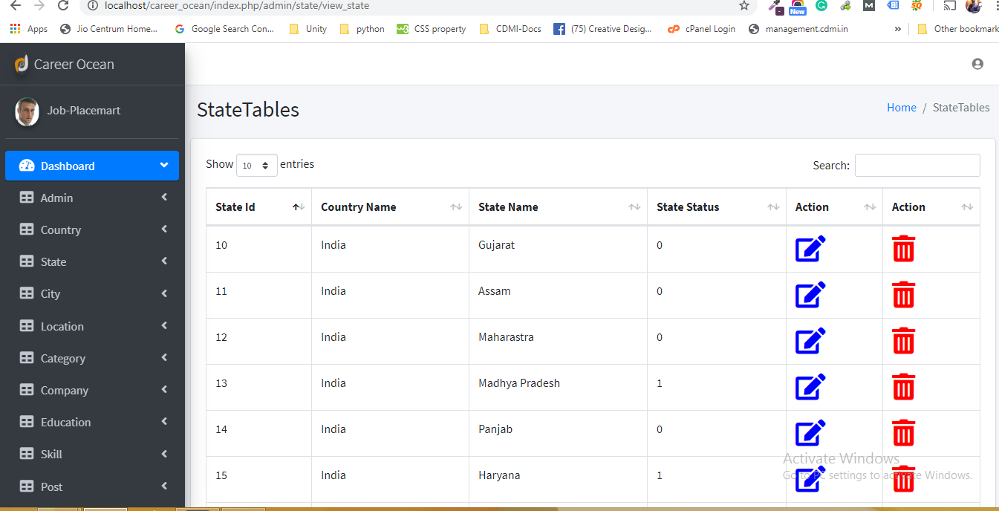 localhost/career_ocean/index.php/admin/state/view_state
New
Apps Jio Centrum Home... Google Search Con... Unity python CSS property CDMI-Docs (75) Creative Desig... cPanel Login management.cdmi.in » Other bookmark
Career Ocean
Job-Placemart
StateTables
Home / StateTables
Dashboard
Admin
Country
State
City
Location
Category
Company
Education
Skill
Post
Show 10 entries
Search:
State Id Country Name State Name State Status Action Action
10 India Gujarat 0
11 India Assam 0
12 India Maharastra 0
13 India Madhya Pradesh 1
14 India Panjab 0
15 India Haryana 1
Activate Windows
Go to PC settings to activate Windows.